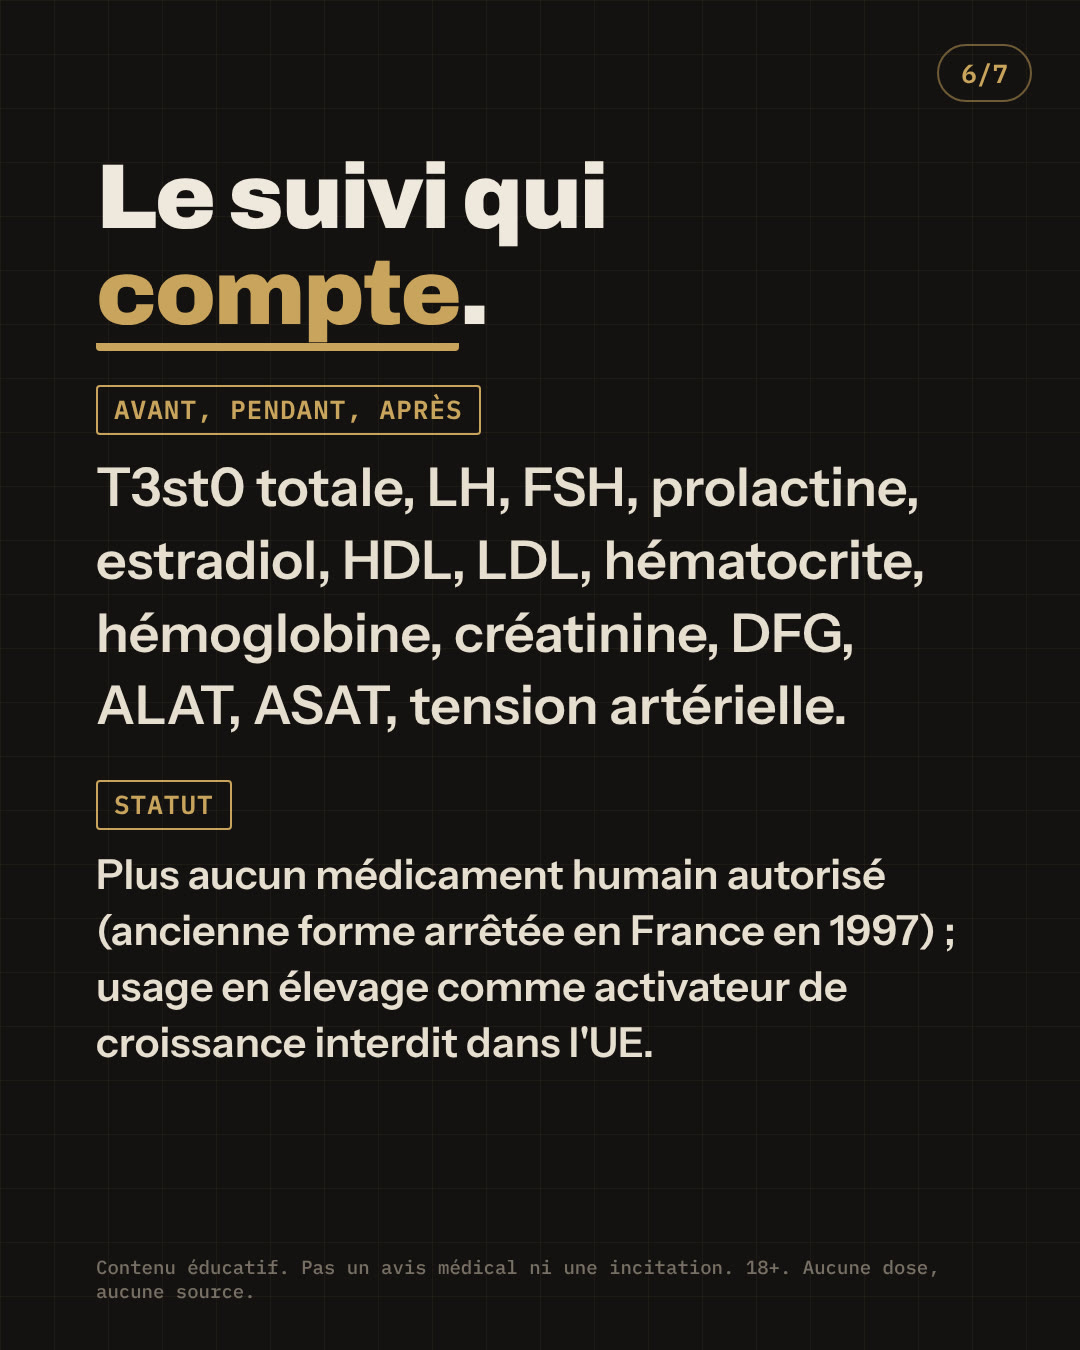 6/7
Le suivi qui
compte.
AVANT, PENDANT, APRÈS
T3st0 totale, LH, FSH, prolactine,
estradiol, HDL, LDL, hématocrite,
hémoglobine, créatinine, DFG,
ALAT, ASAT, tension artérielle.
STATUT
Plus aucun médicament humain autorisé
(ancienne forme arrêtée en France en 1997) ;
usage en élevage comme activateur de
croissance interdit dans l'UE.
Contenu éducatif. Pas un avis médical ni une incitation. 18+. Aucune dose,
aucune source.